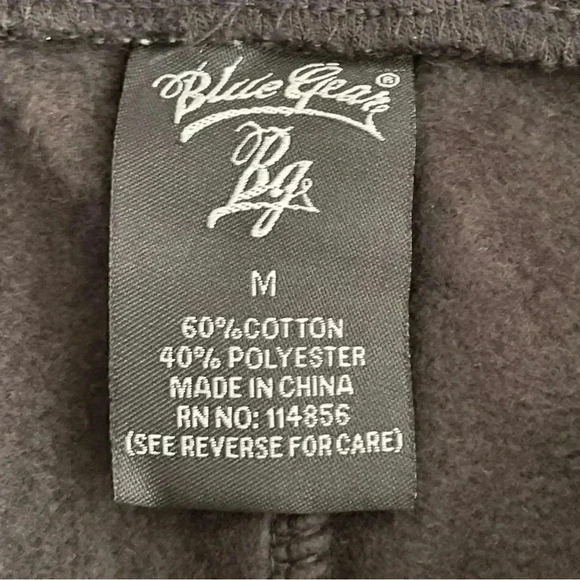 Blue Gear®
Bg
M
60% COTTON
40% POLYESTER
MADE IN CHINA
RN NO: 114856
(SEE REVERSE FOR CARE)